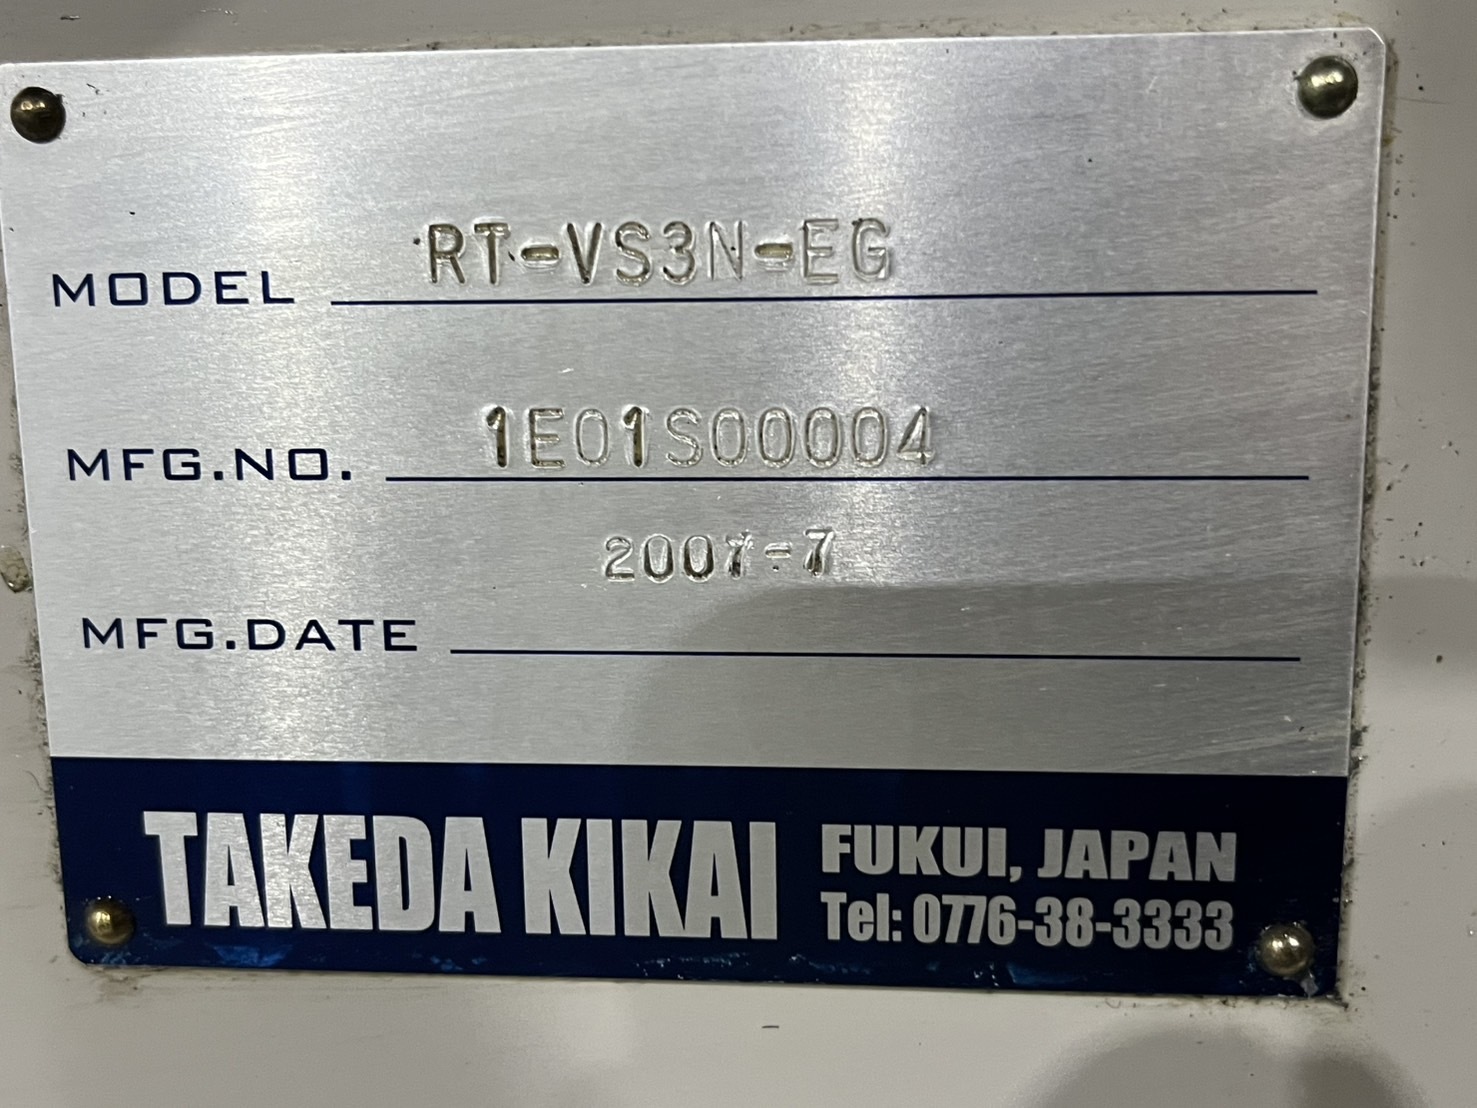 MODEL RT-VS3N-EG
MFG.NO. 1E01S00004
2007-7
MFG.DATE
TAKEDA KIKAI
FUKUI, JAPAN
Tel: 0776-38-3333